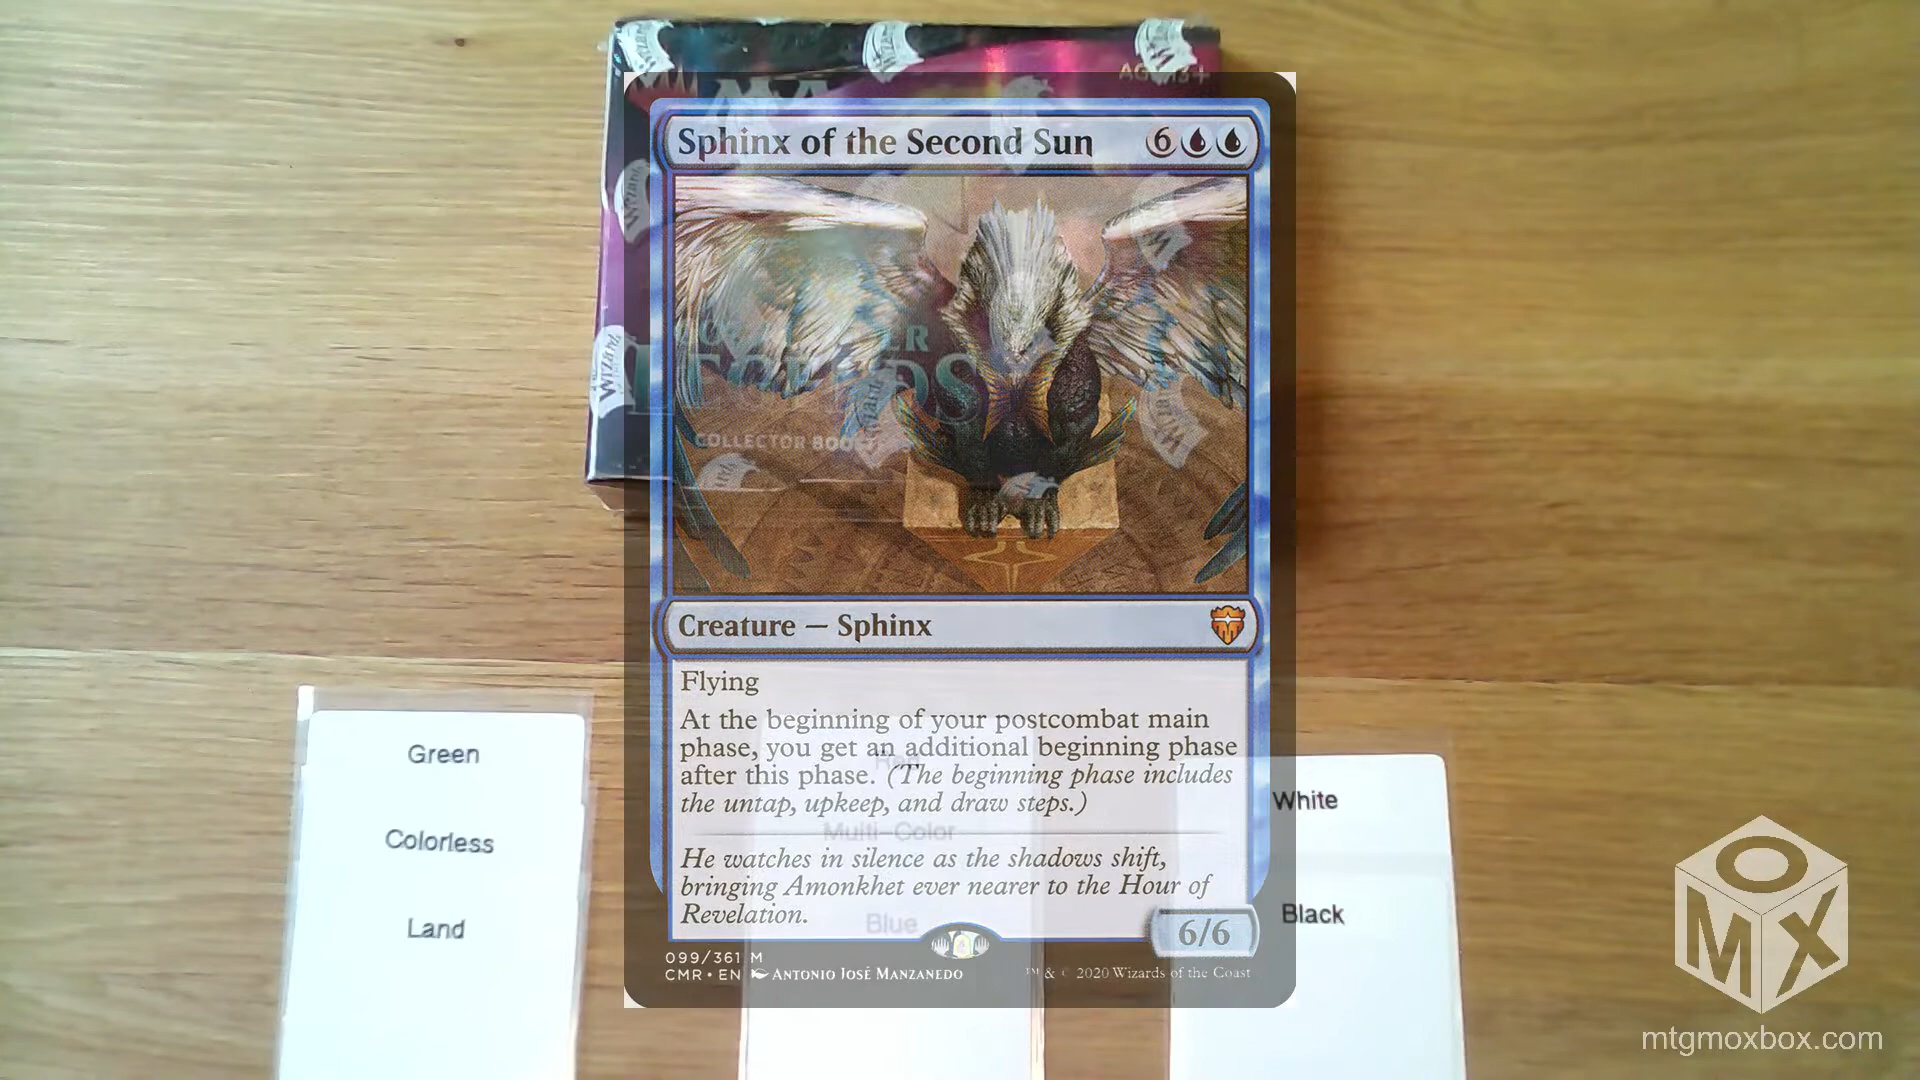 Sphinx of the Second Sun 6
COLLECTOR BOO
Creature — Sphinx
Flying
At the beginning of your postcombat main
phase, you get an additional beginning phase
after this phase. (The beginning phase includes
the untap, upkeep, and draw steps.)
He watches in silence as the shadows shift,
bringing Amonkhet ever nearer to the Hour of
Revelation.
6/6
099/361 M
CMR • EN Antonio José Manzanedo
™ & © 2020 Wizards of the Coast
Green
Colorless
Land
Red
Multi-Color
Blue
White
Black
MOX
mtgmoxbox.com